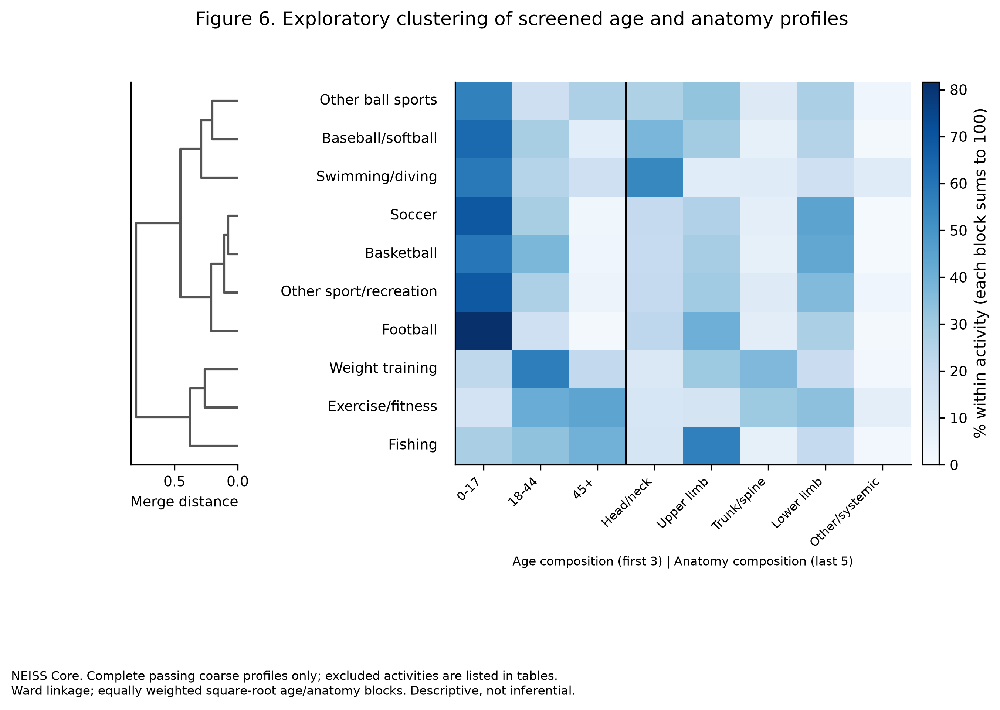 Figure 6. Exploratory clustering of screened age and anatomy profiles
Other ball sports
Baseball/softball
Swimming/diving
Soccer
Basketball
Other sport/recreation
Football
Weight training
Exercise/fitness
Fishing
0.5 0.0
Merge distance
0-17
18-44
45+
Head/neck
Upper limb
Trunk/spine
Lower limb
Other/systemic
Age composition (first 3) | Anatomy composition (last 5)
80
70
60
50
40
30
20
10
0
% within activity (each block sums to 100)
NEISS Core. Complete passing coarse profiles only; excluded activities are listed in tables.
Ward linkage; equally weighted square-root age/anatomy blocks. Descriptive, not inferential.